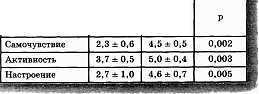 р
Самочувствие 2,3 ± 0,6 4,5 ± 0,5 0,002
Активность 3,7 ± 0,5 5,0 ± 0,4 0,003
Настроение 2,7 ± 1,0 4,6 ± 0,7 0,005